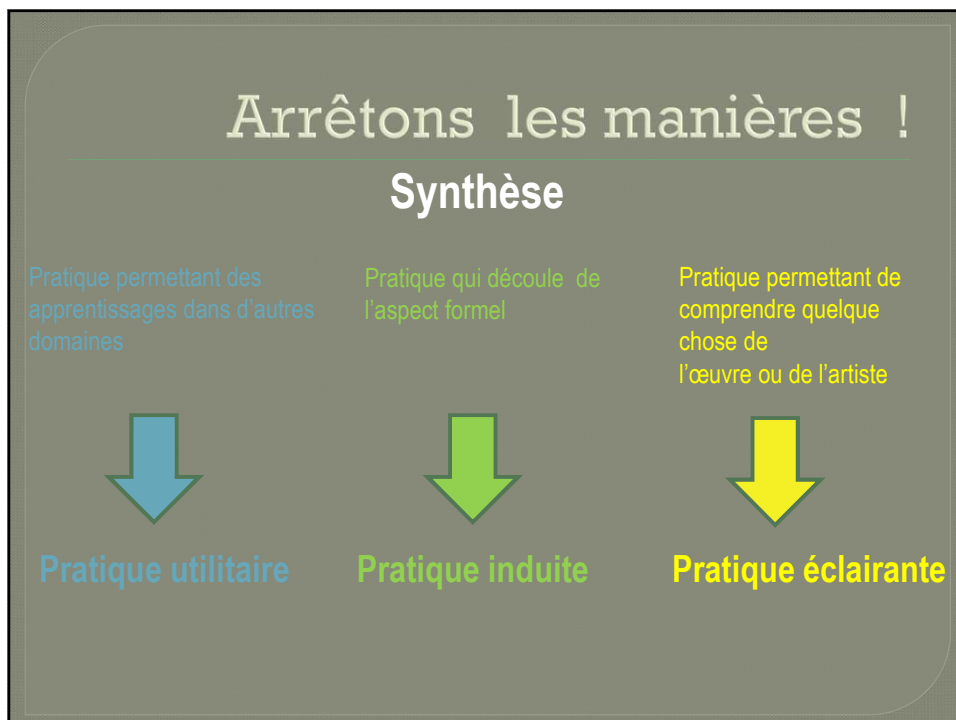 Arrêtons les manières !
Synthèse
Pratique permettant des
apprentissages dans d'autres
domaines
Pratique qui découle de
l'aspect formel
Pratique permettant de
comprendre quelque
chose de
l'œuvre ou de l'artiste
Pratique utilitaire
Pratique induite
Pratique éclairante